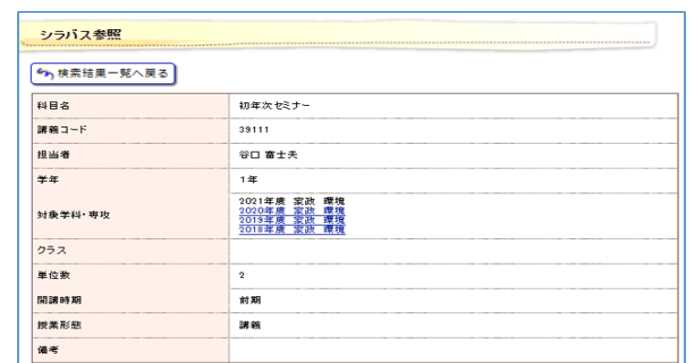 シラバス参照
検索結果一覧へ戻る
科目名 初年次セミナー
講義コード 39111
担当者 谷口 富士夫
学年 1年
対象学科・専攻 2021年度 家政 環境
2020年度 家政 環境
2019年度 家政 環境
2018年度 家政 環境
クラス
単位数 2
開講時期 前期
授業形態 講義
備考